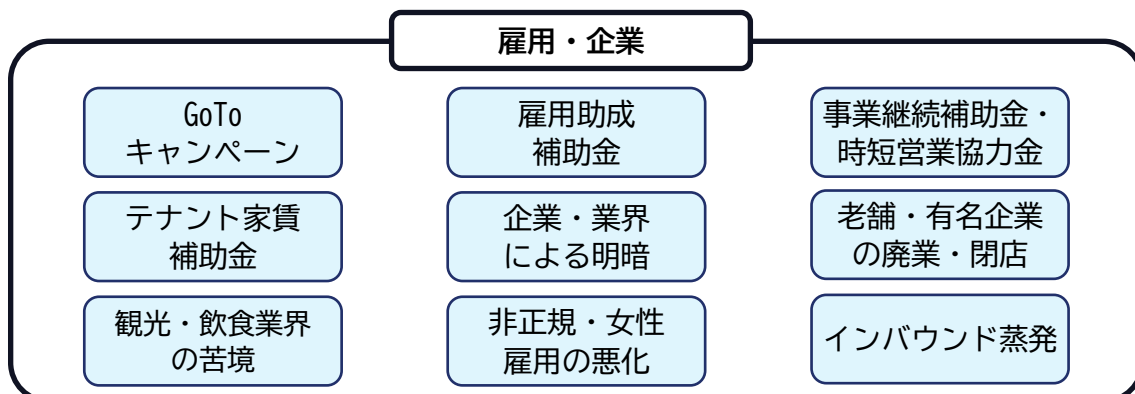 雇用・企業
GoTo
キャンペーン
雇用助成
補助金
事業継続補助金・
時短営業協力金
テナント家賃
補助金
企業・業界
による明暗
老舗・有名企業
の廃業・閉店
観光・飲食業界
の苦境
非正規・女性
雇用の悪化
インバウンド蒸発